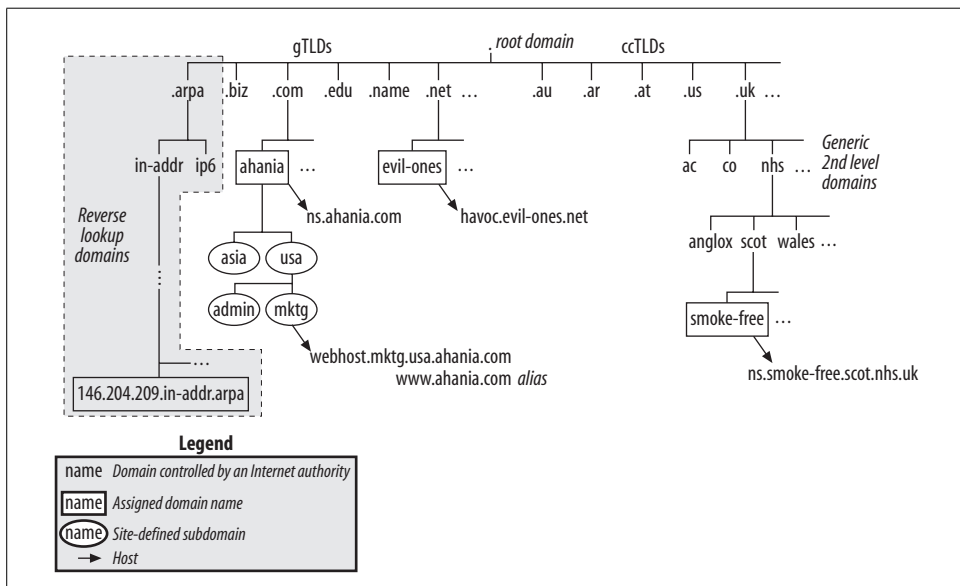 gTLDs . root domain ccTLDs
.arpa .biz .com .edu .name .net ... .au .ar .at .us .uk ...
in-addr ip6 ahania ... evil-ones ... ac co nhs ... Generic 2nd level domains
Reverse lookup domains
ns.ahania.com havoc.evil-ones.net
asia usa anglox scot wales ...
admin mktg smoke-free ...
webhost.mktg.usa.ahania.com
www.ahania.com alias
ns.smoke-free.scot.nhs.uk
...
146.204.209.in-addr.arpa
Legend
name Domain controlled by an Internet authority
name Assigned domain name
name Site-defined subdomain
Host